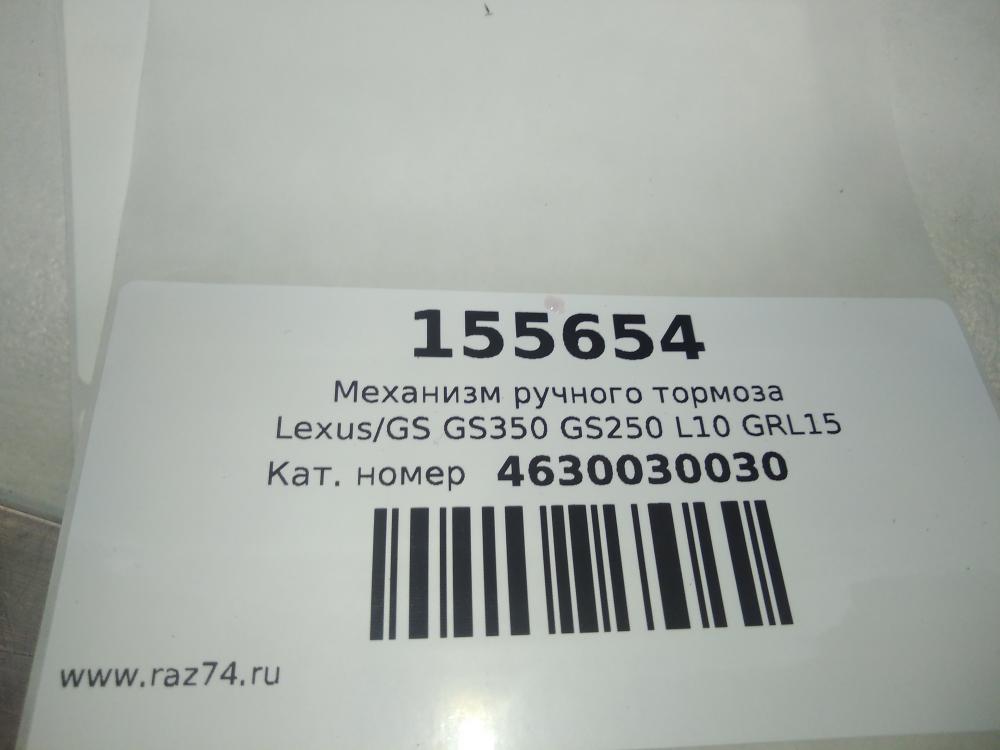 155654
Механизм ручного тормоза
Lexus/GS GS350 GS250 L10 GRL15
Кат. номер 4630030030
www.raz74.ru